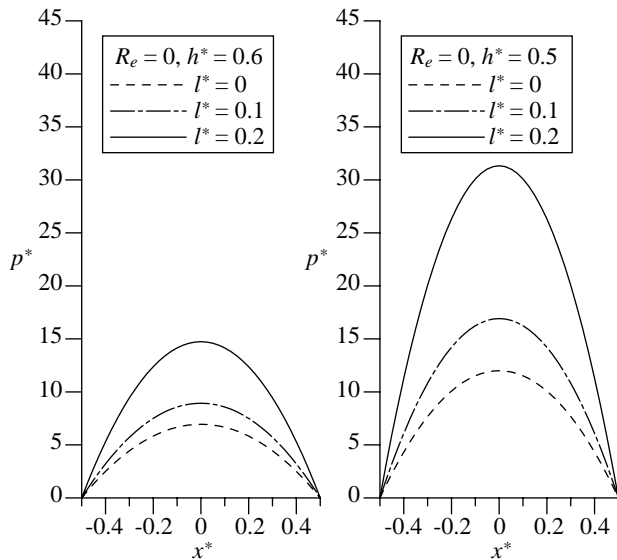 45
40
35
30
25
20
15
10
5
0
p*
R_e = 0, h* = 0.6
l* = 0
l* = 0.1
l* = 0.2
-0.4 -0.2 0 0.2 0.4
x*
45
40
35
30
25
20
15
10
5
0
p*
R_e = 0, h* = 0.5
l* = 0
l* = 0.1
l* = 0.2
-0.4 -0.2 0 0.2 0.4
x*